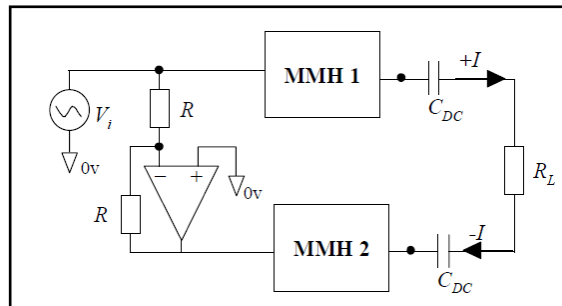 +I
MMH 1
C_DC
V_i
R
R_L
0v
− +
0v
R
-I
MMH 2
C_DC